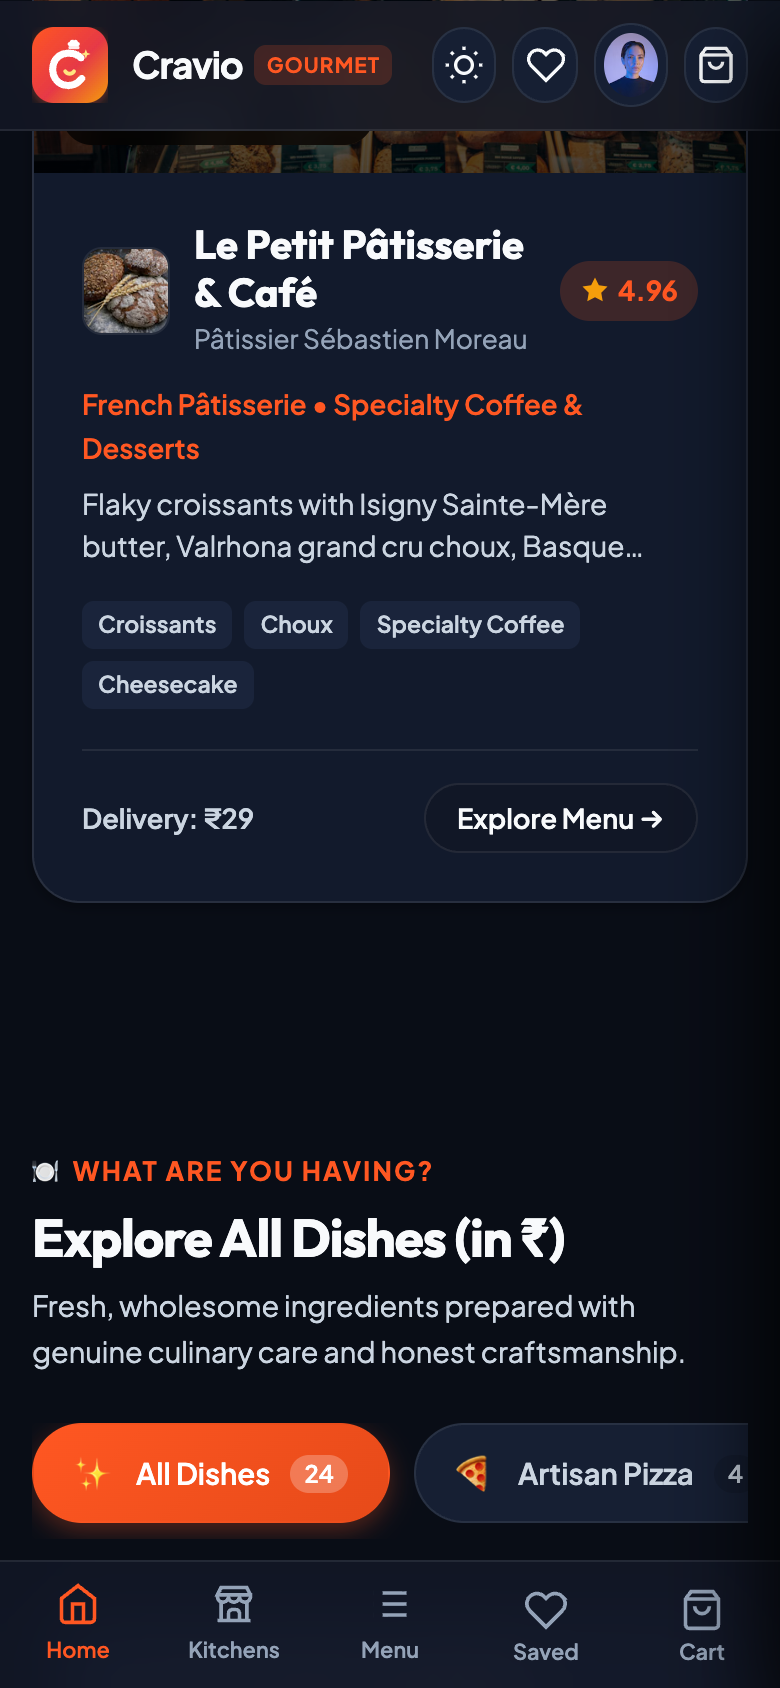 Cravio GOURMET
Le Petit Pâtisserie
& Café
4.96
Pâtissier Sébastien Moreau
French Pâtisserie • Specialty Coffee &
Desserts
Flaky croissants with Isigny Sainte-Mère
butter, Valrhona grand cru choux, Basque...
Croissants Choux Specialty Coffee
Cheesecake
Delivery: ₹29 Explore Menu →
WHAT ARE YOU HAVING?
Explore All Dishes (in ₹)
Fresh, wholesome ingredients prepared with
genuine culinary care and honest craftsmanship.
All Dishes 24 Artisan Pizza 4
Home Kitchens Menu Saved Cart